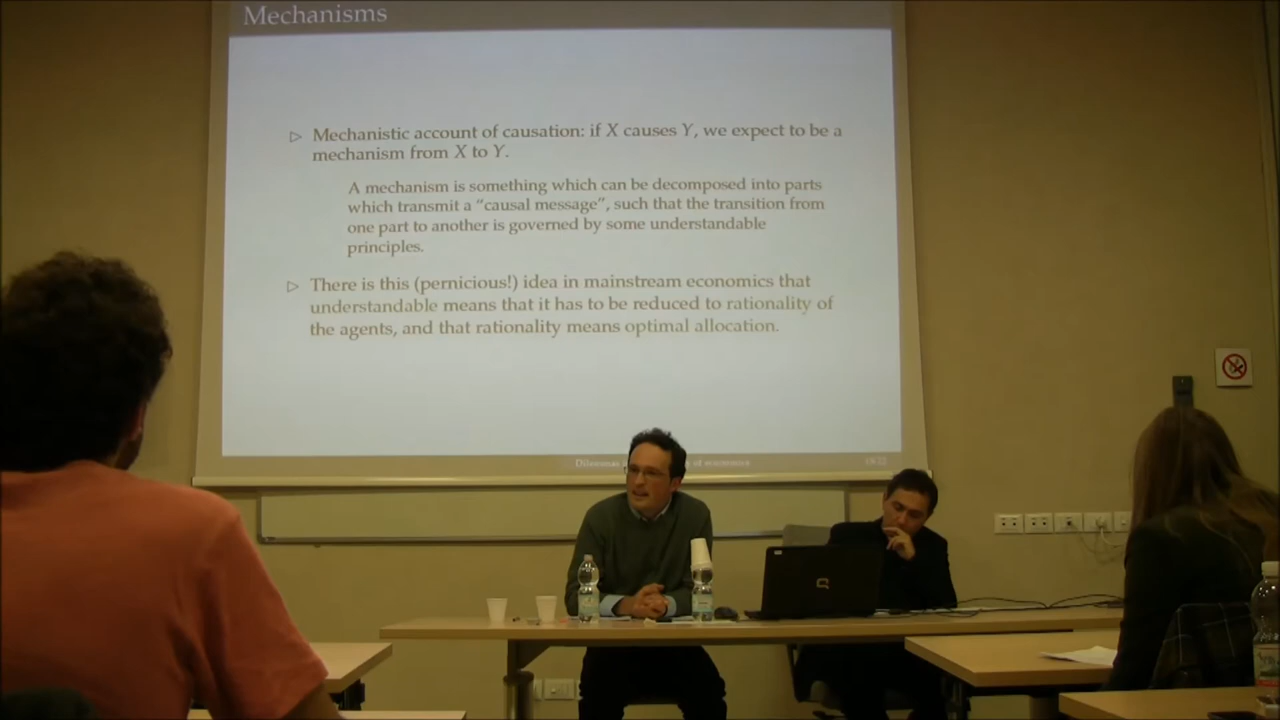 Mechanisms
▷ Mechanistic account of causation: if X causes Y, we expect to be a
mechanism from X to Y.
A mechanism is something which can be decomposed into parts
which transmit a “causal message”, such that the transition from
one part to another is governed by some understandable
principles.
▷ There is this (pernicious!) idea in mainstream economics that
understandable means that it has to be reduced to rationality of
the agents, and that rationality means optimal allocation.
Dilemmas of economics